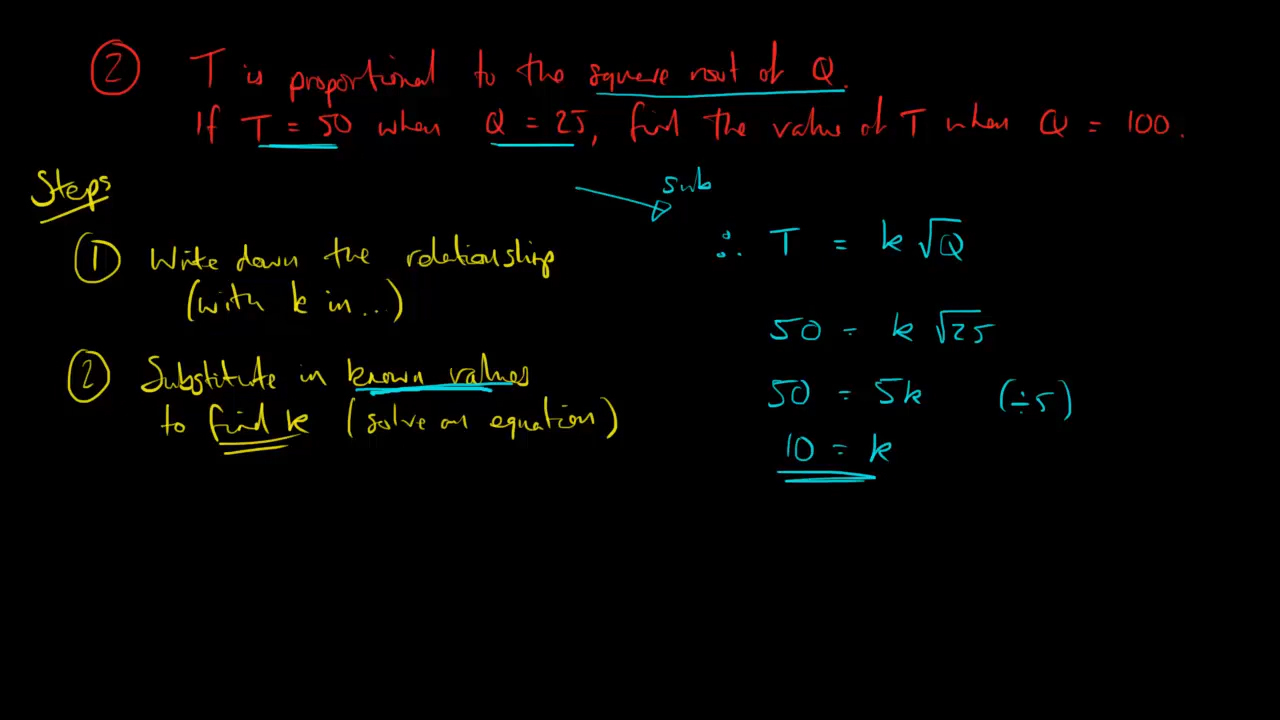 ② T is proportional to the square root of Q.
If T = 50 when Q = 25, find the value of T when Q = 100.
Steps
① Write down the relationship
(with k in...)
② Substitute in known values
to find k (solve an equation)
sub
∴ T = k√Q
50 = k√25
50 = 5k (÷5)
10 = k